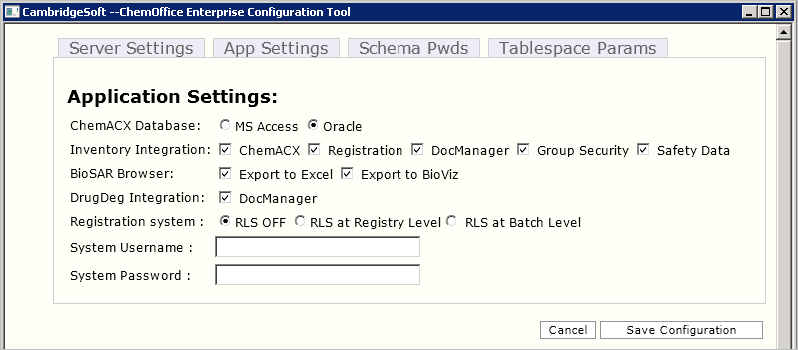 CambridgeSoft --ChemOffice Enterprise Configuration Tool
Server Settings App Settings Schema Pwds Tablespace Params
Application Settings:
ChemACX Database: MS Access Oracle
Inventory Integration: ChemACX Registration DocManager Group Security Safety Data
BioSAR Browser: Export to Excel Export to BioViz
DrugDeg Integration: DocManager
Registration system : RLS OFF RLS at Registry Level RLS at Batch Level
System Username :
System Password :
Cancel Save Configuration